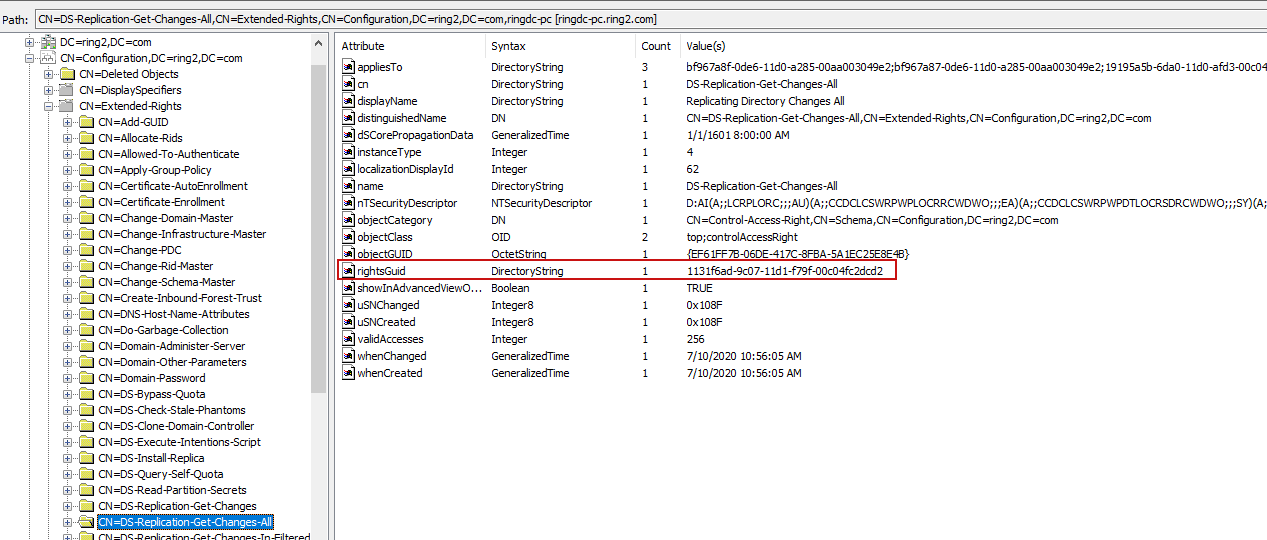 Path: CN=DS-Replication-Get-Changes-All,CN=Extended-Rights,CN=Configuration,DC=ring2,DC=com,ringdc-pc [ringdc-pc.ring2.com]
DC=ring2,DC=com
CN=Configuration,DC=ring2,DC=com
CN=Deleted Objects
CN=DisplaySpecifiers
CN=Extended-Rights
CN=Add-GUID
CN=Allocate-Rids
CN=Allowed-To-Authenticate
CN=Apply-Group-Policy
CN=Certificate-AutoEnrollment
CN=Certificate-Enrollment
CN=Change-Domain-Master
CN=Change-Infrastructure-Master
CN=Change-PDC
CN=Change-Rid-Master
CN=Change-Schema-Master
CN=Create-Inbound-Forest-Trust
CN=DNS-Host-Name-Attributes
CN=Do-Garbage-Collection
CN=Domain-Administer-Server
CN=Domain-Other-Parameters
CN=Domain-Password
CN=DS-Bypass-Quota
CN=DS-Check-Stale-Phantoms
CN=DS-Clone-Domain-Controller
CN=DS-Execute-Intentions-Script
CN=DS-Install-Replica
CN=DS-Query-Self-Quota
CN=DS-Read-Partition-Secrets
CN=DS-Replication-Get-Changes
CN=DS-Replication-Get-Changes-All
CN=DS-Replication-Get-Changes-In-Filtered
Attribute Syntax Count Value(s)
appliesTo DirectoryString 3 bf967a8f-0de6-11d0-a285-00aa003049e2;bf967a87-0de6-11d0-a285-00aa003049e2;19195a5b-6da0-11d0-afd3-00c04
cn DirectoryString 1 DS-Replication-Get-Changes-All
displayName DirectoryString 1 Replicating Directory Changes All
distinguishedName DN 1 CN=DS-Replication-Get-Changes-All,CN=Extended-Rights,CN=Configuration,DC=ring2,DC=com
dSCorePropagationData GeneralizedTime 1 1/1/1601 8:00:00 AM
instanceType Integer 1 4
localizationDisplayId Integer 1 62
name DirectoryString 1 DS-Replication-Get-Changes-All
nTSecurityDescriptor NTSecurityDescriptor 1 D:AI(A;;LCRPLORC;;;AU)(A;;CCDCLCSWRPWPLOCRRCWDWO;;;EA)(A;;CCDCLCSWRPWPDTLOCRSDRCWDWO;;;SY)(A;
objectCategory DN 1 CN=Control-Access-Right,CN=Schema,CN=Configuration,DC=ring2,DC=com
objectClass OID 2 top;controlAccessRight
objectGUID OctetString 1 {EF61FF7B-06DE-417C-8FBA-5A1EC25E8E4B}
rightsGuid DirectoryString 1 1131f6ad-9c07-11d1-f79f-00c04fc2dcd2
showInAdvancedViewO... Boolean 1 TRUE
uSNChanged Integer8 1 0x108F
uSNCreated Integer8 1 0x108F
validAccesses Integer 1 256
whenChanged GeneralizedTime 1 7/10/2020 10:56:05 AM
whenCreated GeneralizedTime 1 7/10/2020 10:56:05 AM